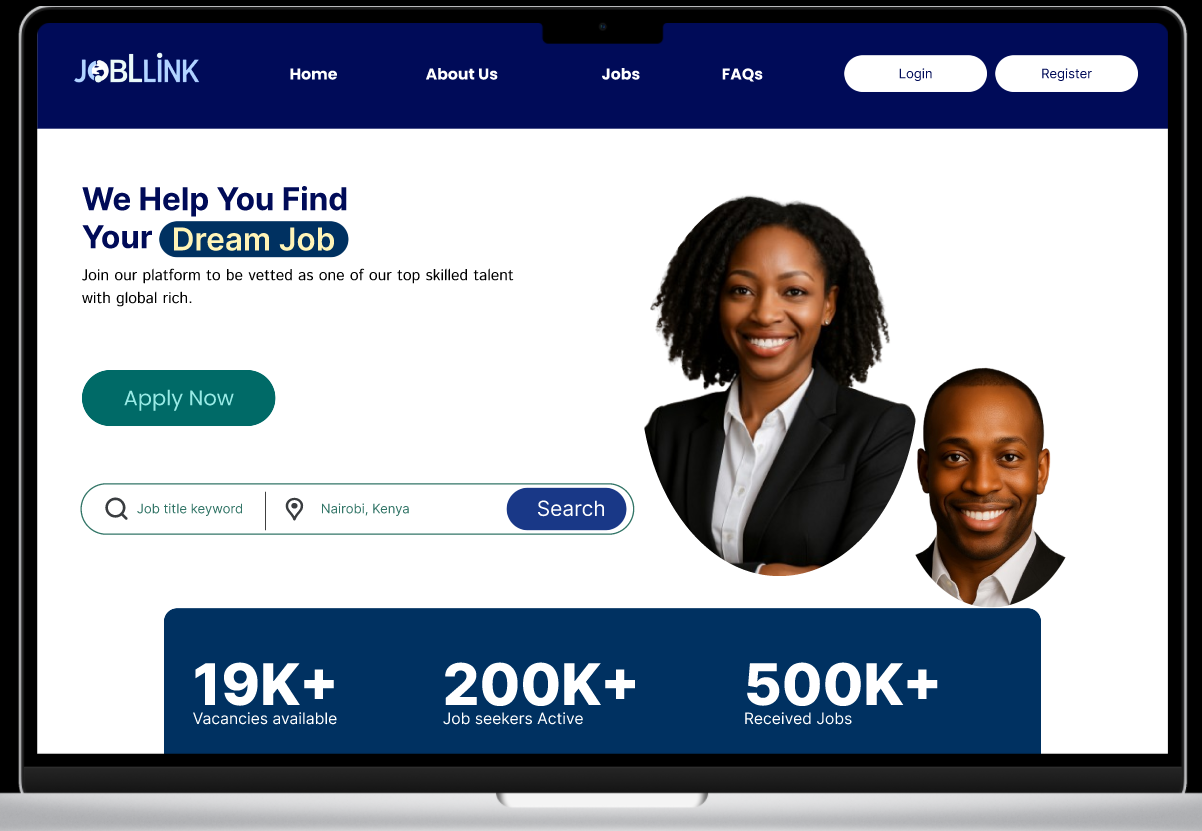 JOBLLINK
Home
About Us
Jobs
FAQs
Login
Register
We Help You Find
Your Dream Job
Join our platform to be vetted as one of our top skilled talent
with global rich.
Apply Now
Job title keyword
Nairobi, Kenya
Search
19K+
Vacancies available
200K+
Job seekers Active
500K+
Received Jobs